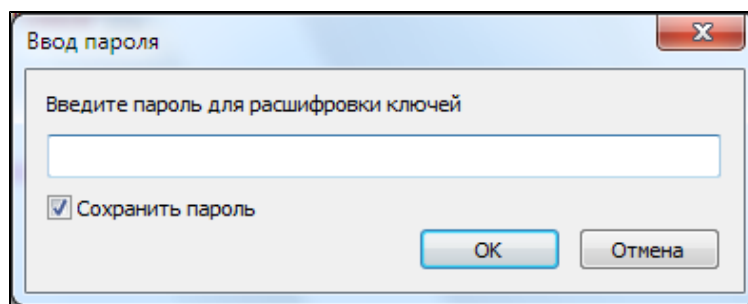 Ввод пароля
Введите пароль для расшифровки ключей
Сохранить пароль
OK Отмена